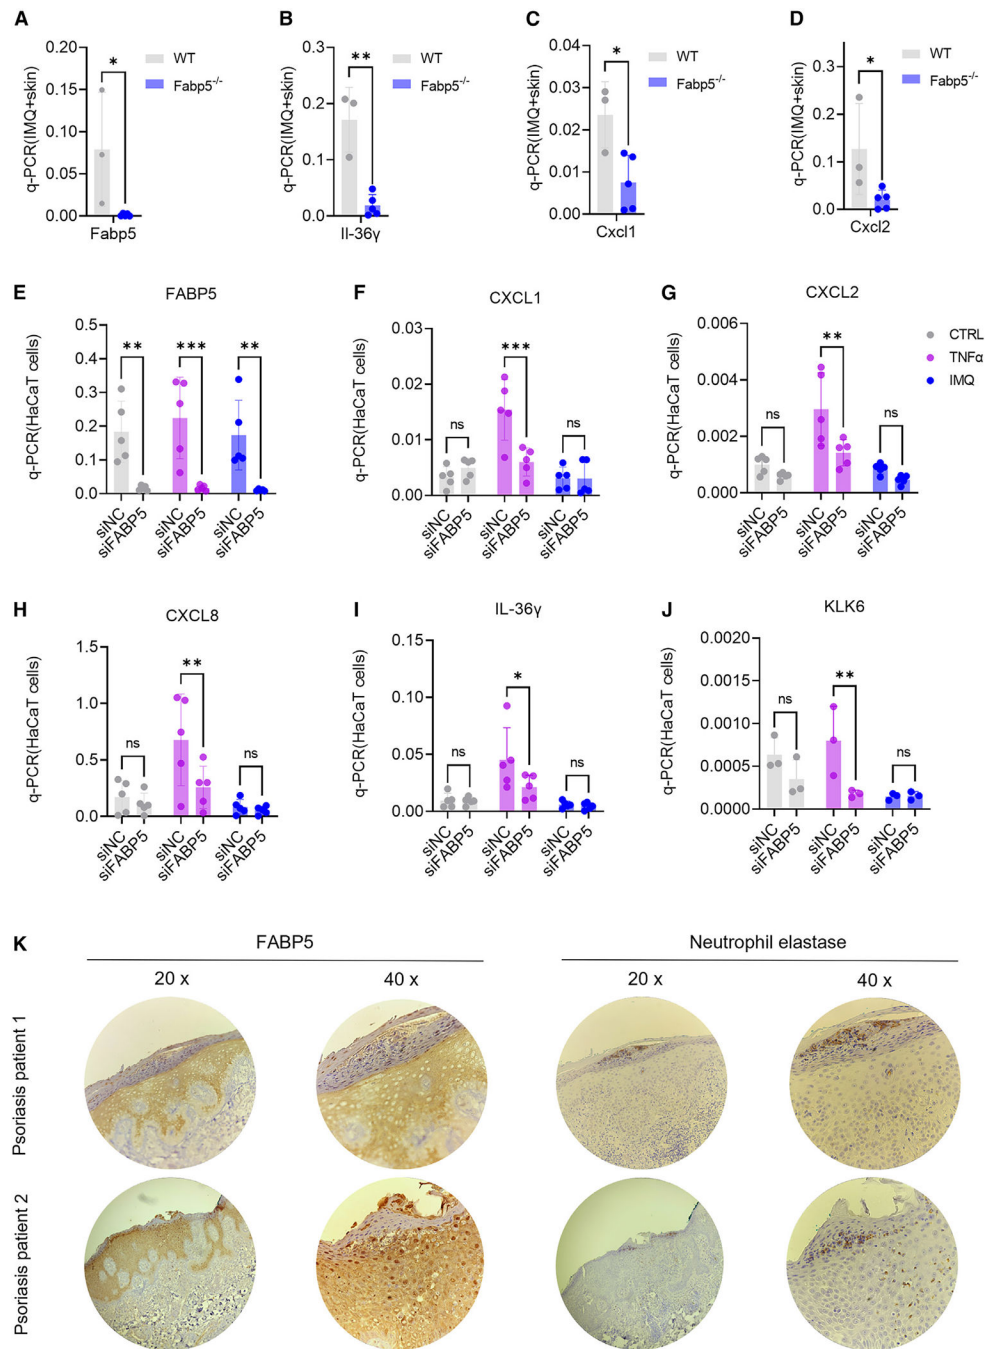 A
q-PCR(IMQ+skin)
0.20
0.15
0.10
0.05
0.00
*
Fabp5
WT
Fabp5-/-
B
q-PCR(IMQ+skin)
0.3
0.2
0.1
0.0
**
Il-36γ
WT
Fabp5-/-
C
q-PCR(IMQ+skin)
0.04
0.03
0.02
0.01
0.00
*
Cxcl1
WT
Fabp5-/-
D
q-PCR(IMQ+skin)
0.3
0.2
0.1
0.0
*
Cxcl2
WT
Fabp5-/-
E
FABP5
q-PCR(HaCaT cells)
0.5
0.4
0.3
0.2
0.1
0.0
** *** **
siNC siNC siNC
siFABP5 siFABP5 siFABP5
F
CXCL1
q-PCR(HaCaT cells)
0.03
0.02
0.01
0.00
ns *** ns
siNC siNC siNC
siFABP5 siFABP5 siFABP5
G
CXCL2
q-PCR(HaCaT cells)
0.006
0.004
0.002
0.000
ns ** ns
siNC siNC siNC
siFABP5 siFABP5 siFABP5
CTRL
TNFα
IMQ
H
CXCL8
q-PCR(HaCaT cells)
1.5
1.0
0.5
0.0
ns ** ns
siNC siNC siNC
siFABP5 siFABP5 siFABP5
I
IL-36γ
q-PCR(HaCaT cells)
0.15
0.10
0.05
0.00
ns * ns
siNC siNC siNC
siFABP5 siFABP5 siFABP5
J
KLK6
q-PCR(HaCaT cells)
0.0020
0.0015
0.0010
0.0005
0.0000
ns ** ns
siNC siNC siNC
siFABP5 siFABP5 siFABP5
K
FABP5 Neutrophil elastase
20 x 40 x 20 x 40 x
Psoriasis patient 1
Psoriasis patient 2